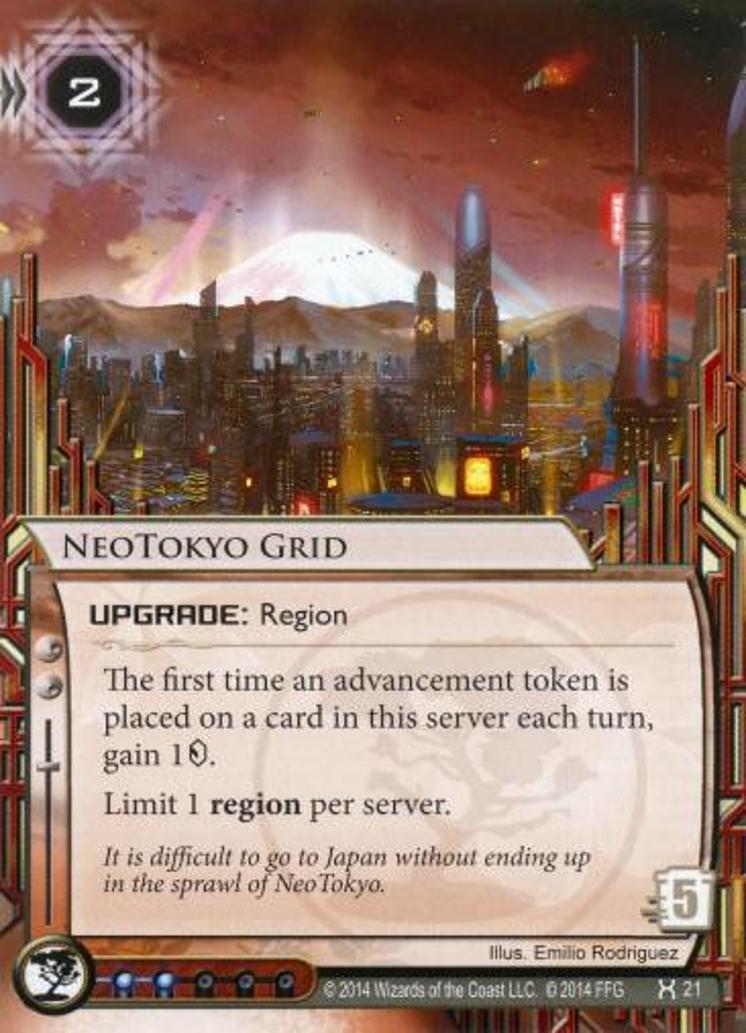 2
NEOTOKYO GRID
UPGRADE: Region
The first time an advancement token is
placed on a card in this server each turn,
gain 1.
Limit 1 region per server.
It is difficult to go to Japan without ending up
in the sprawl of NeoTokyo.
5
Illus. Emilio Rodriguez
© 2014 Wizards of the Coast LLC. © 2014 FFG 21